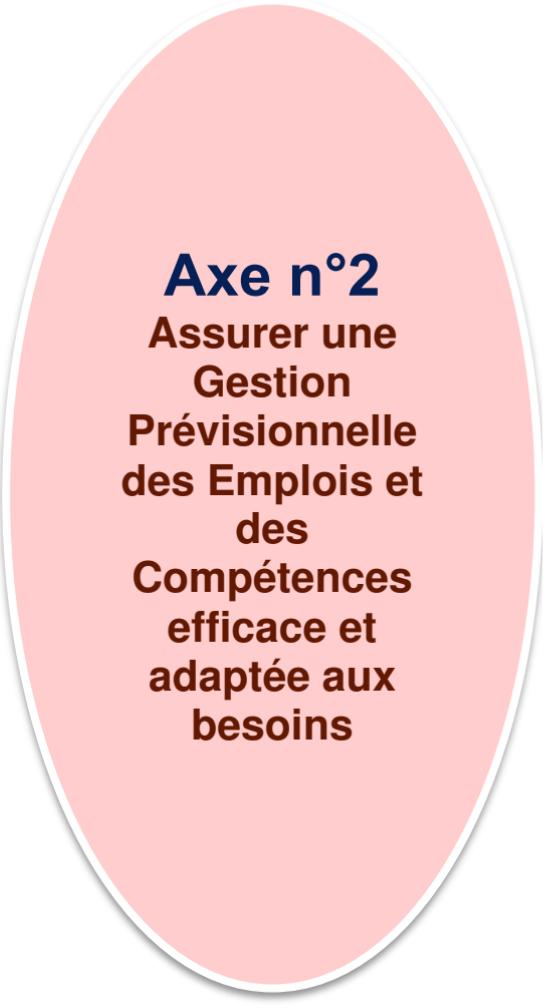 Axe n°2
Assurer une
Gestion
Prévisionnelle
des Emplois et
des
Compétences
efficace et
adaptée aux
besoins